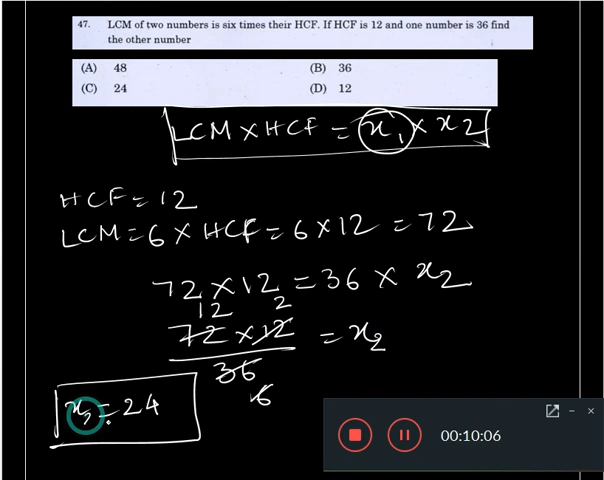 47. LCM of two numbers is six times their HCF. If HCF is 12 and one number is 36 find
the other number
(A) 48 (B) 36
(C) 24 (D) 12
LCM × HCF = x1 × x2
HCF = 12
LCM = 6 × HCF = 6 × 12 = 72
72 × 12 = 36 × x2
12 2
72 × 12 = x2
36
6
x2 = 24
00:10:06